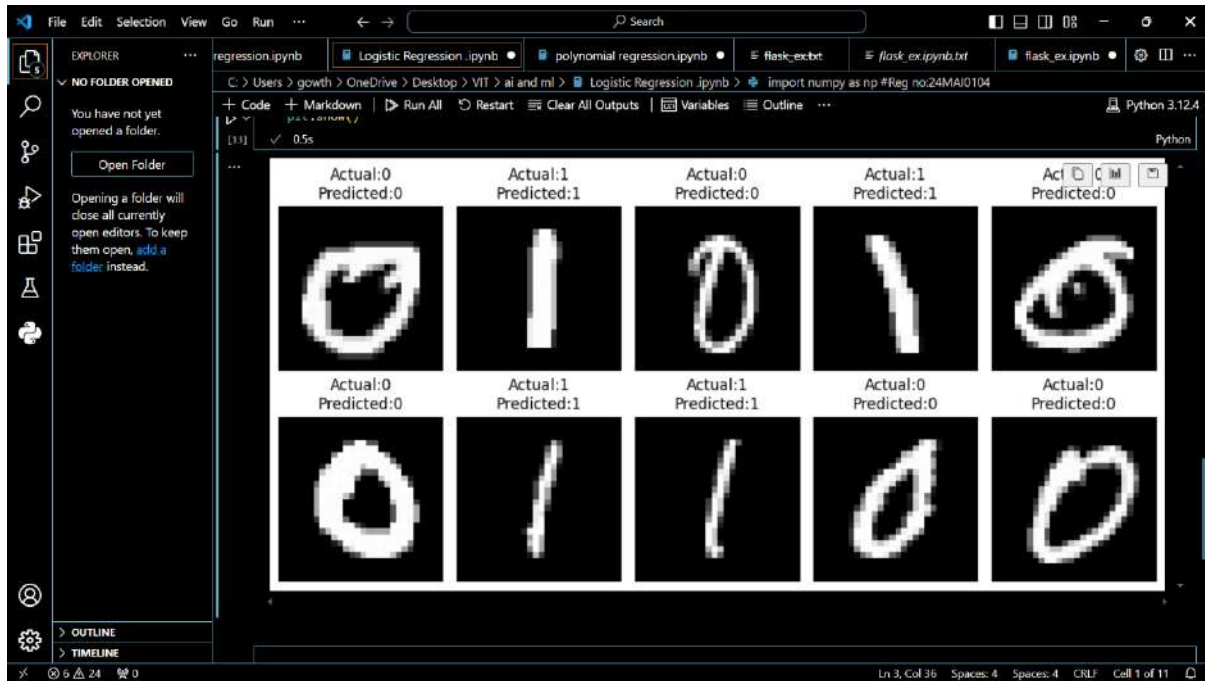 File Edit Selection View Go Run ... ← → Search
EXPLORER ...
regression.ipynb Logistic Regression .ipynb ● polynomial regression.ipynb ● flask_ex.txt flask_ex.ipynb.txt flask_ex.ipynb ● ...
NO FOLDER OPENED
C: > Users > gowth > OneDrive > Desktop > VIT > ai and ml > Logistic Regression .ipynb > import numpy as np #Reg no:24MAI0104
+ Code + Markdown | Run All Restart Clear All Outputs | Variables Outline ... Python 3.12.4
You have not yet
opened a folder.
Open Folder
Opening a folder will
close all currently
open editors. To keep
them open, add a
folder instead.
plt.show()
[13] ✓ 0.5s Python
...
Actual:0 Actual:1 Actual:0 Actual:1
Predicted:0 Predicted:1 Predicted:0 Predicted:1 Predicted:0
Actual:0 Actual:1 Actual:1 Actual:0 Actual:0
Predicted:0 Predicted:1 Predicted:1 Predicted:0 Predicted:0
5
> OUTLINE
> TIMELINE
6 24 0 Ln 3, Col 36 Spaces: 4 Spaces: 4 CRLF Cell 1 of 11